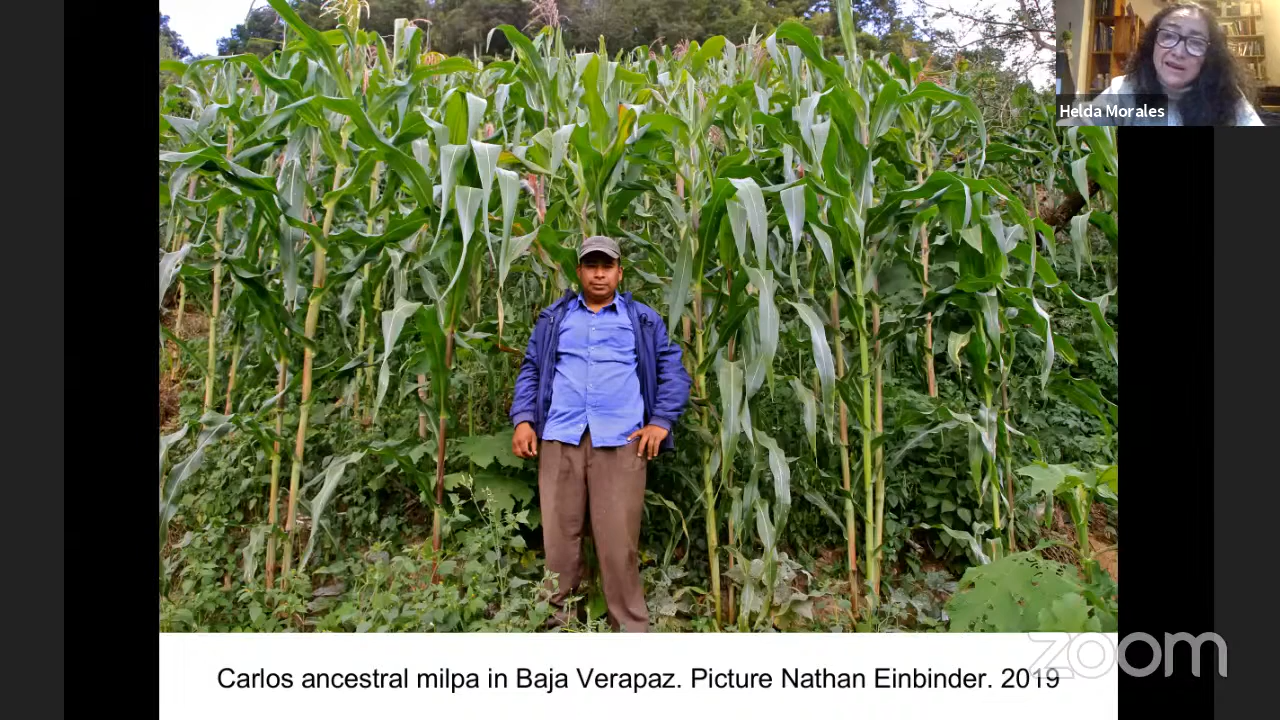 Helda Morales
Carlos ancestral milpa in Baja Verapaz. Picture Nathan Einbinder. 2019
zoom